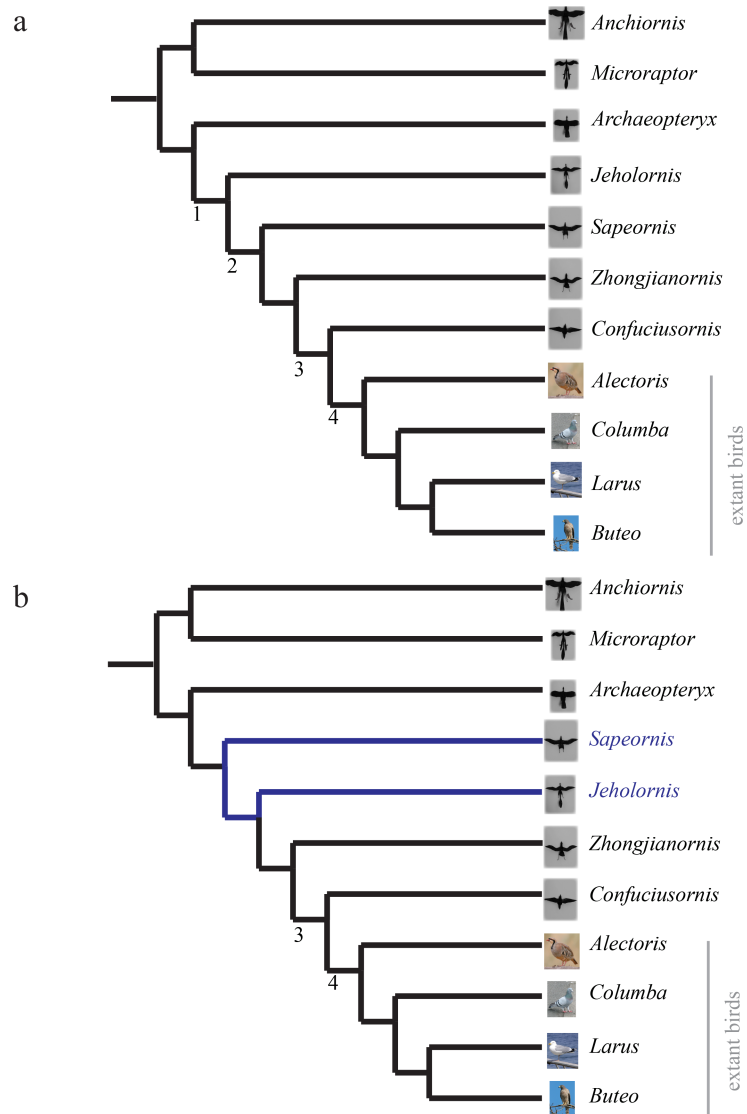 a
Anchiornis
Microraptor
Archaeopteryx
Jeholornis
1
Sapeornis
2
Zhongjianornis
Confuciusornis
3
Alectoris
4
Columba
Larus
Buteo
extant birds
b
Anchiornis
Microraptor
Archaeopteryx
Sapeornis
Jeholornis
Zhongjianornis
Confuciusornis
3
Alectoris
4
Columba
Larus
Buteo
extant birds